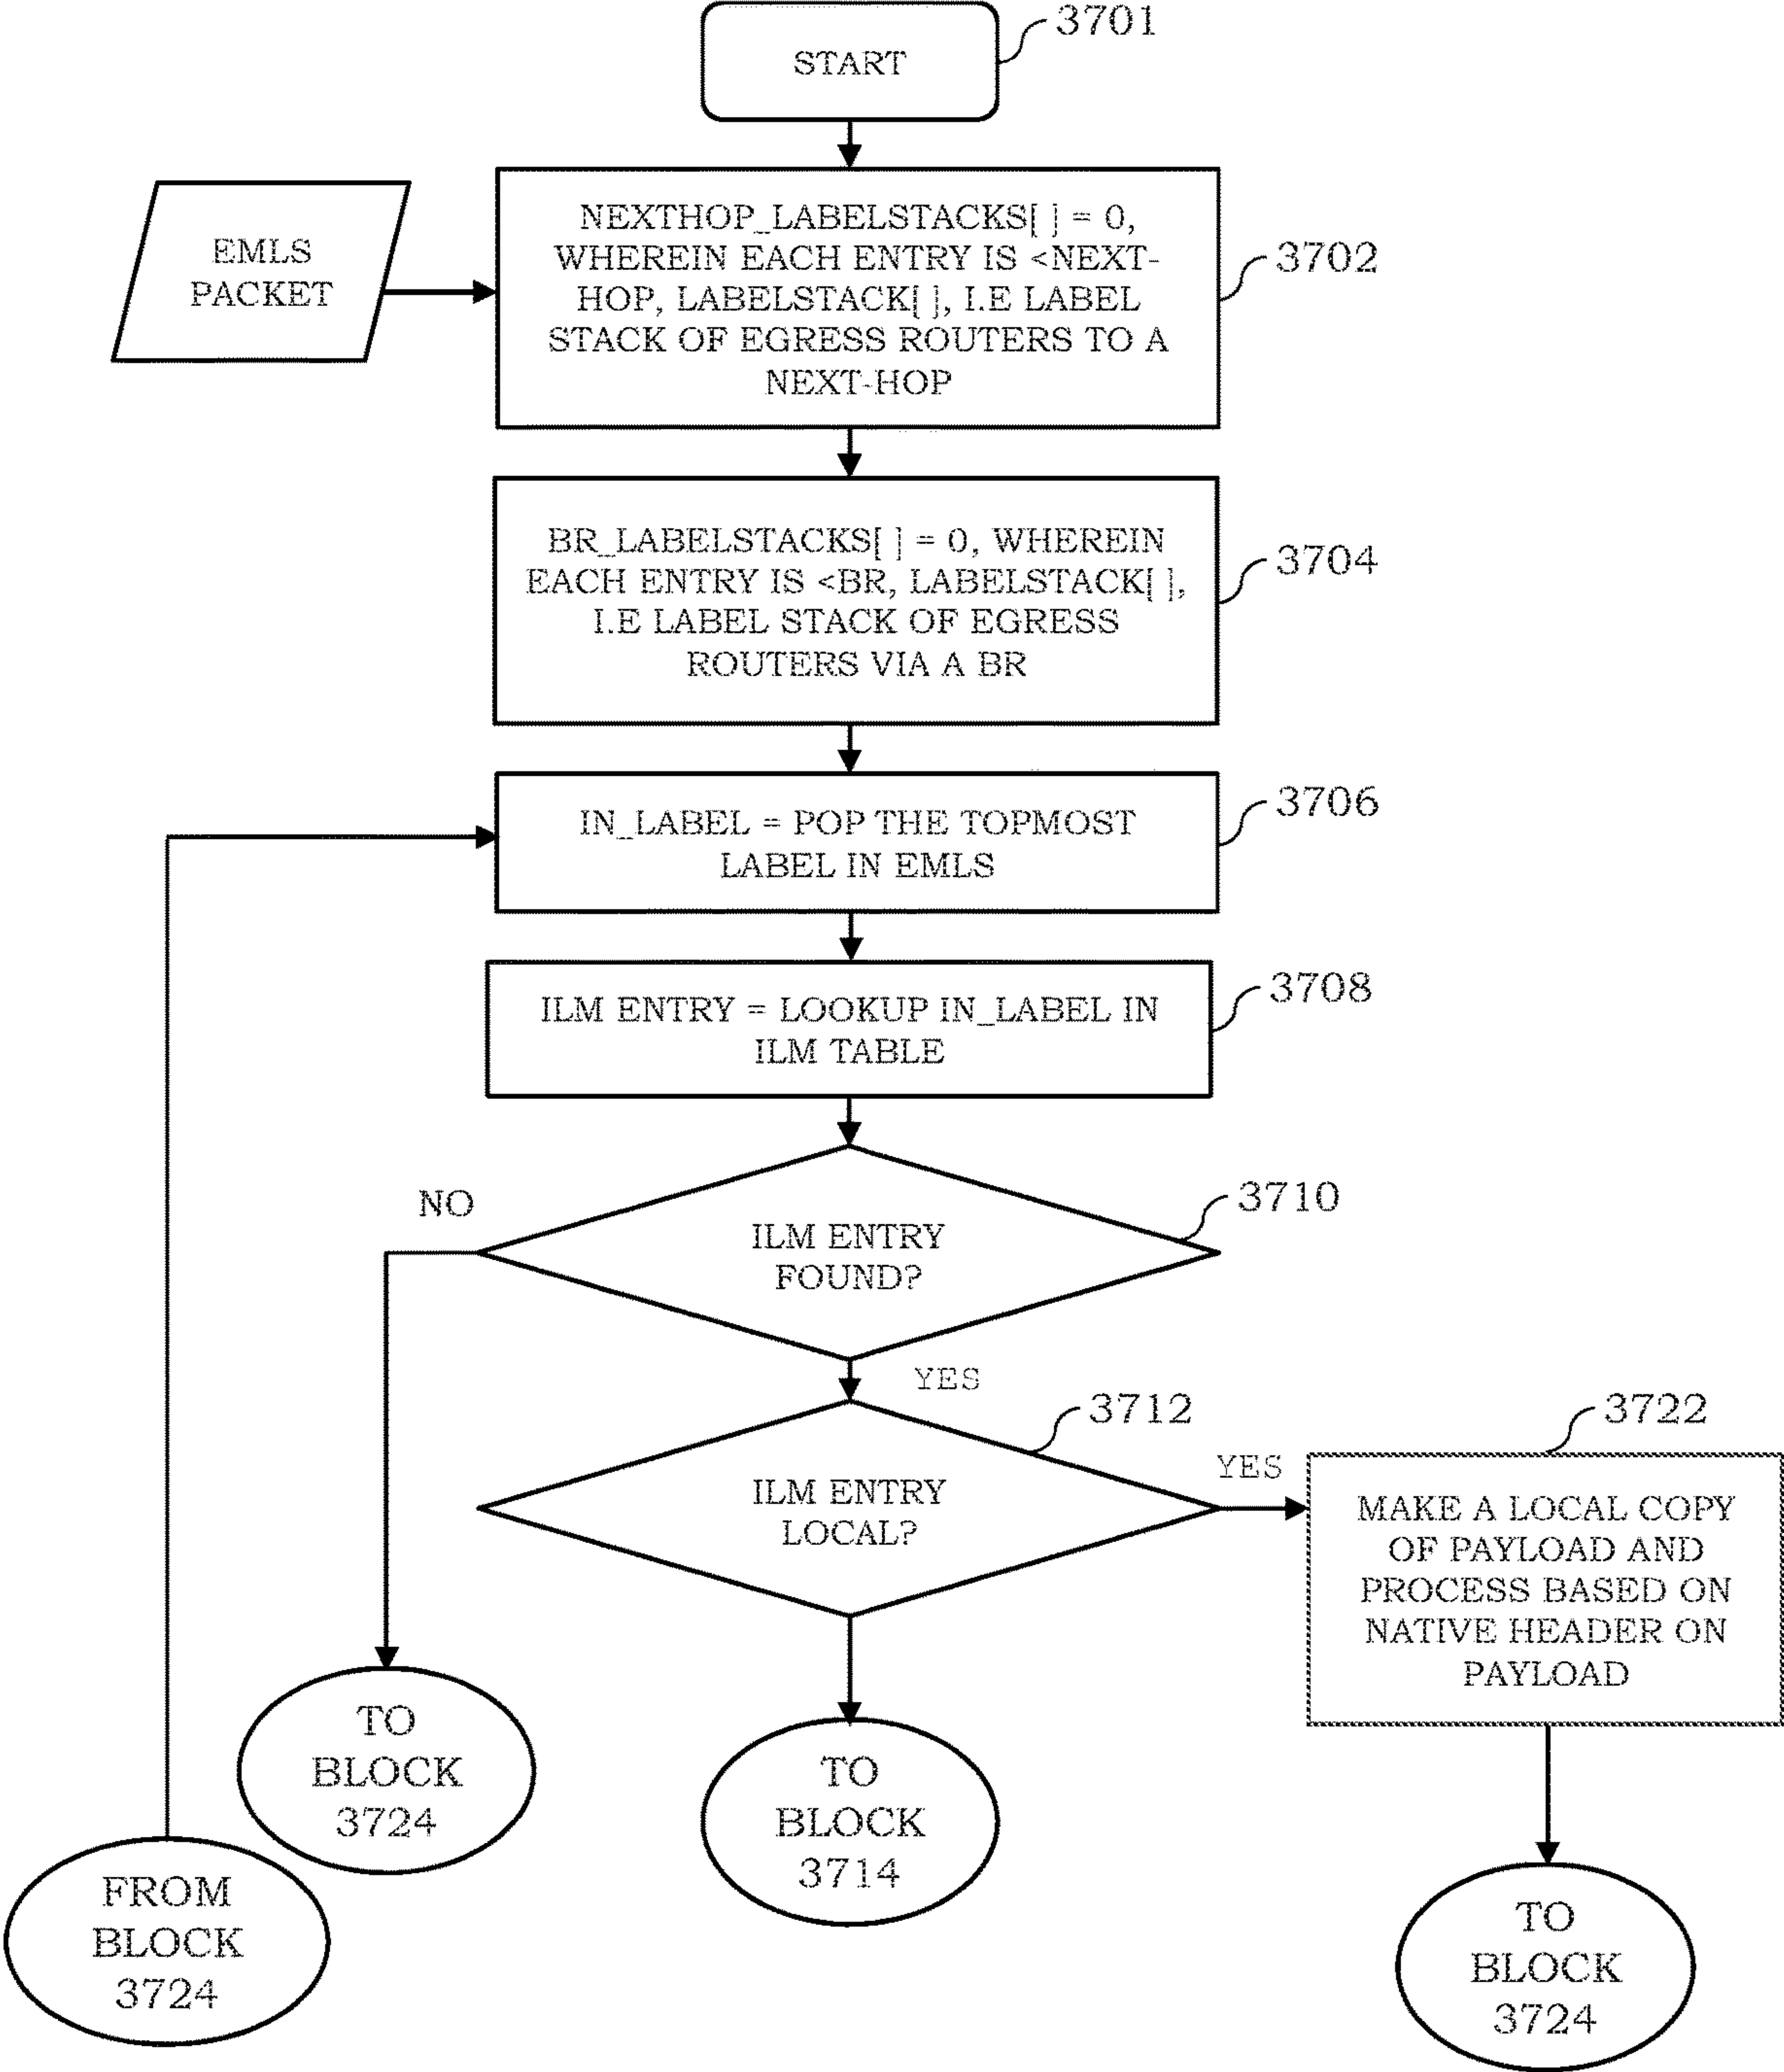 START
3701
EMLS
PACKET
NEXTHOP_LABELSTACKS[ ] = 0,
WHEREIN EACH ENTRY IS <NEXT-
HOP, LABELSTACK[ ], I.E LABEL
STACK OF EGRESS ROUTERS TO A
NEXT-HOP
3702
BR_LABELSTACKS[ ] = 0, WHEREIN
EACH ENTRY IS <BR, LABELSTACK[ ],
I.E LABEL STACK OF EGRESS
ROUTERS VIA A BR
3704
IN_LABEL = POP THE TOPMOST
LABEL IN EMLS
3706
ILM ENTRY = LOOKUP IN_LABEL IN
ILM TABLE
3708
NO
ILM ENTRY
FOUND?
3710
YES
ILM ENTRY
LOCAL?
3712
YES
3722
MAKE A LOCAL COPY
OF PAYLOAD AND
PROCESS BASED ON
NATIVE HEADER ON
PAYLOAD
TO
BLOCK
3724
TO
BLOCK
3714
FROM
BLOCK
3724
TO
BLOCK
3724